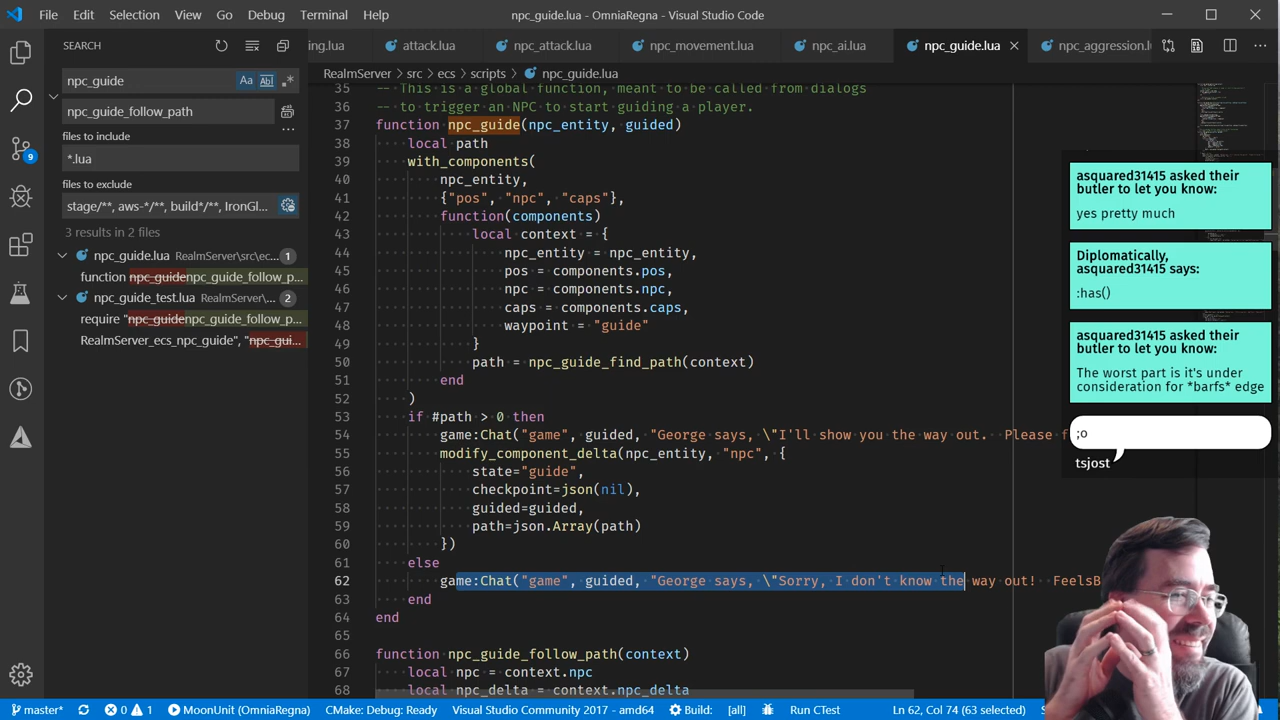 File Edit Selection View Go Debug Terminal Help
npc_guide.lua - OmniaRegna - Visual Studio Code
SEARCH
ing.lua attack.lua npc_attack.lua npc_movement.lua npc_ai.lua npc_guide.lua npc_aggression.l
npc_guide
Aa Abl
npc_guide_follow_path
files to include
*.lua
files to exclude
stage/**, aws-*/**, build*/**, IronGl...
3 results in 2 files
npc_guide.lua RealmServer\src\ec... 1
function npc_guidenpc_guide_follow_p...
npc_guide_test.lua RealmServer\... 2
require "npc_guidenpc_guide_follow_p...
RealmServer_ecs_npc_guide", "npc_gui...
9
RealmServer > src > ecs > scripts > npc_guide.lua
35 -- This is a global function, meant to be called from dialogs
36 -- to trigger an NPC to start guiding a player.
37 function npc_guide(npc_entity, guided)
38 local path
39 with_components(
40 npc_entity,
41 {"pos", "npc", "caps"},
42 function(components)
43 local context = {
44 npc_entity = npc_entity,
45 pos = components.pos,
46 npc = components.npc,
47 caps = components.caps,
48 waypoint = "guide"
49 }
50 path = npc_guide_find_path(context)
51 end
52 )
53 if #path > 0 then
54 game:Chat("game", guided, "George says, \"I'll show you the way out. Please f
55 modify_component_delta(npc_entity, "npc", {
56 state="guide",
57 checkpoint=json(nil),
58 guided=guided,
59 path=json.Array(path)
60 })
61 else
62 game:Chat("game", guided, "George says, \"Sorry, I don't know the way out! FeelsB
63 end
64 end
65
66 function npc_guide_follow_path(context)
67 local npc = context.npc
68 local npc_delta = context.npc_delta
asquared31415 asked their
butler to let you know:
yes pretty much
Diplomatically,
asquared31415 says:
:has()
asquared31415 asked their
butler to let you know:
The worst part is it's under
consideration for *barfs* edge
;o
tsjost
master* 0 1 MoonUnit (OmniaRegna) CMake: Debug: Ready Visual Studio Community 2017 - amd64 Build: [all] Run CTest Ln 62, Col 74 (63 selected)